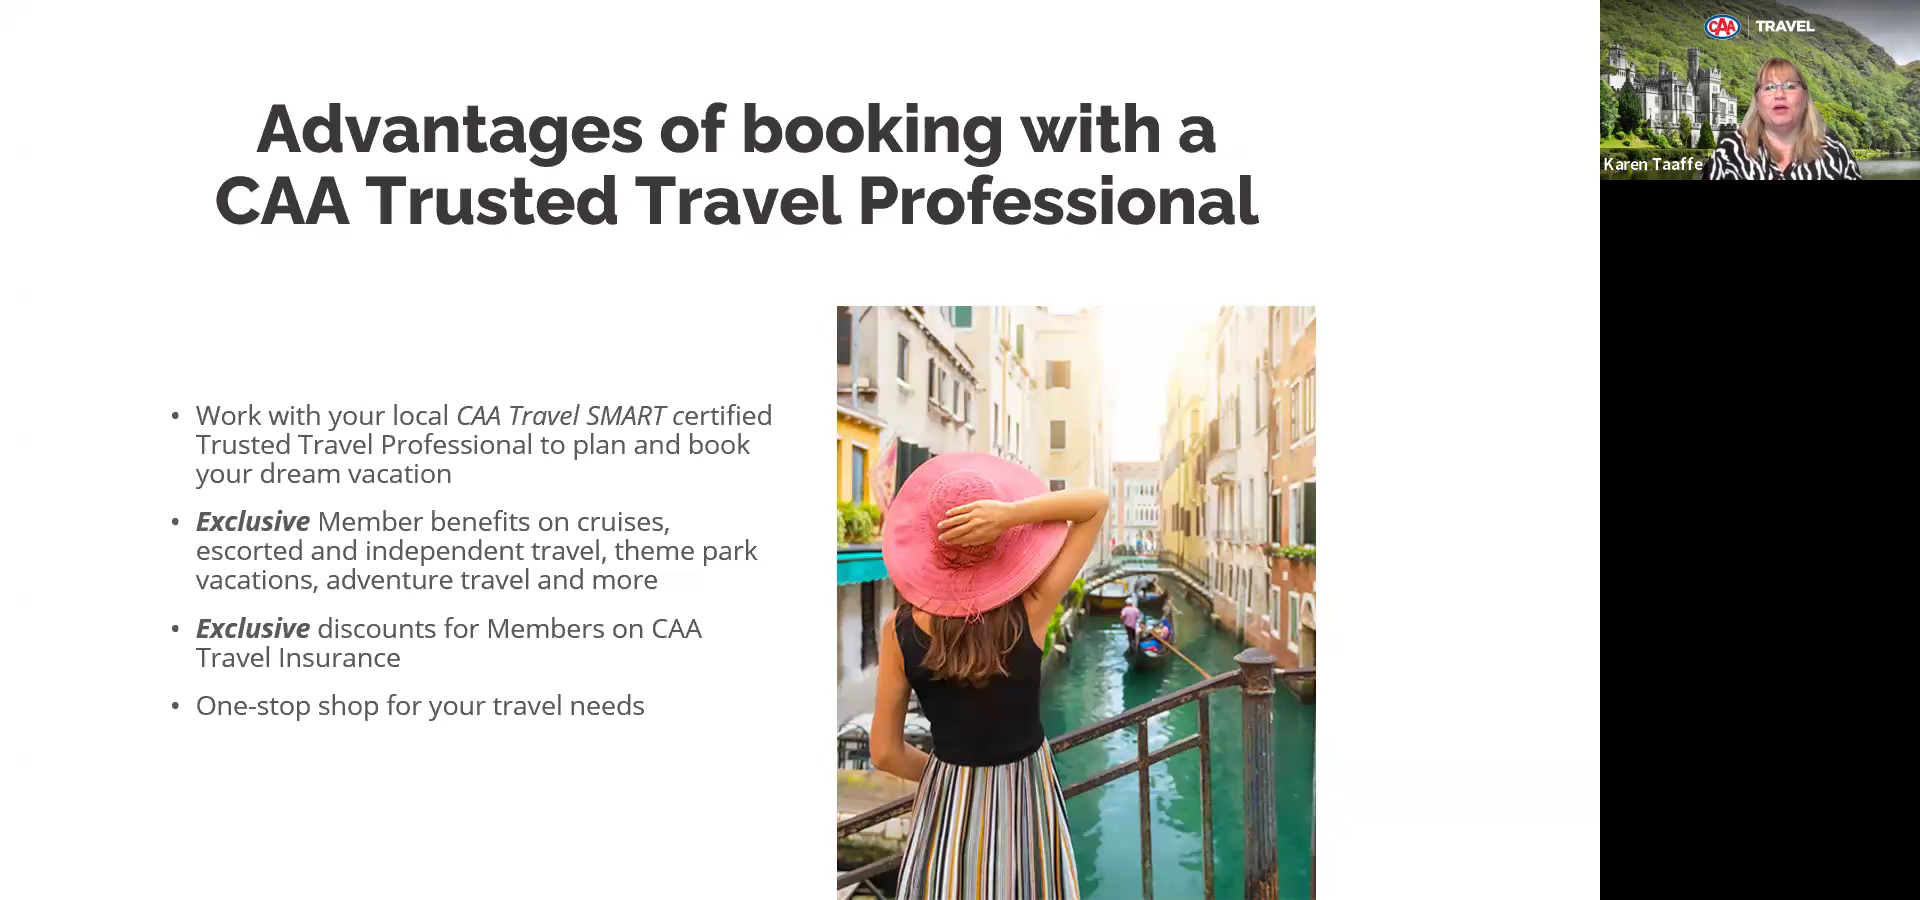 Advantages of booking with a
CAA Trusted Travel Professional
• Work with your local CAA Travel SMART certified
Trusted Travel Professional to plan and book
your dream vacation
• Exclusive Member benefits on cruises,
escorted and independent travel, theme park
vacations, adventure travel and more
• Exclusive discounts for Members on CAA
Travel Insurance
• One-stop shop for your travel needs
CAA TRAVEL
Karen Taaffe